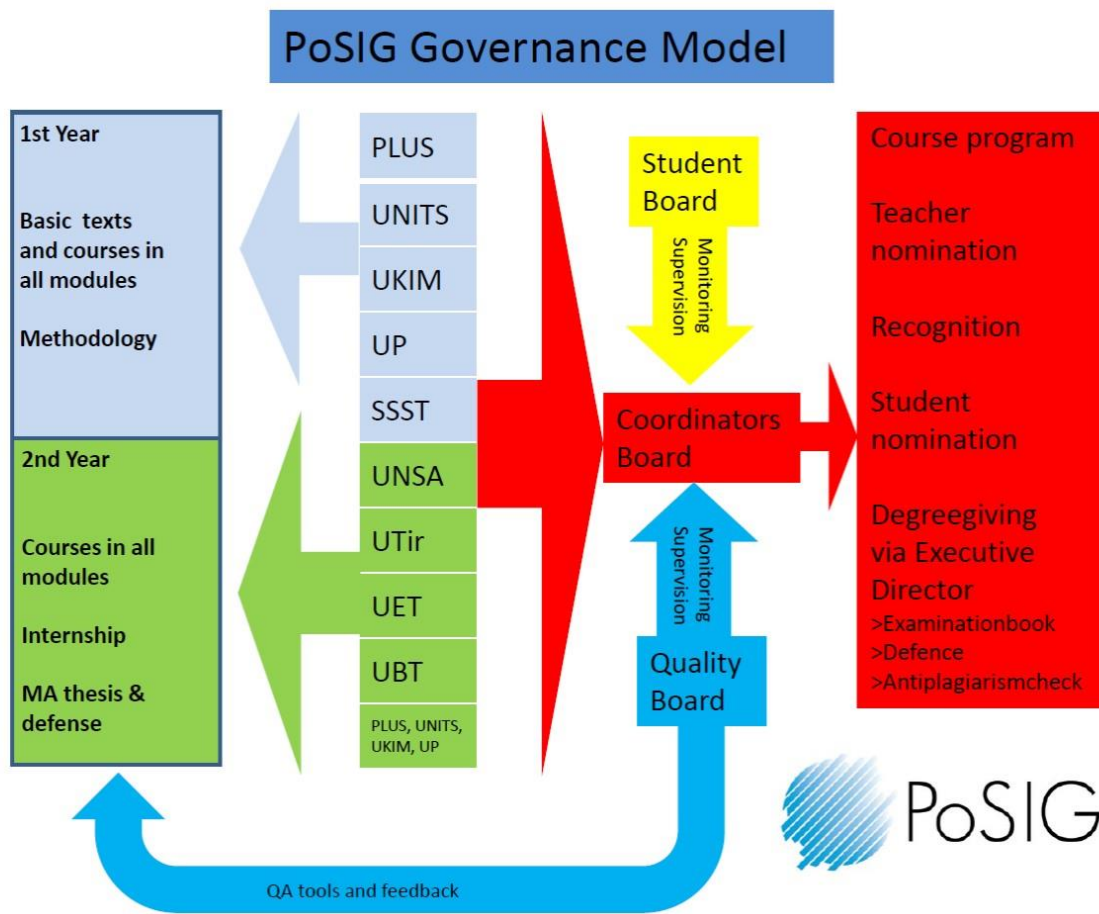 PoSIG Governance Model
1st Year
Basic texts
and courses in
all modules
Methodology
2nd Year
Courses in all
modules
Internship
MA thesis &
defense
PLUS
UNITS
UKIM
UP
SSST
UNSA
UTir
UET
UBT
PLUS, UNITS,
UKIM, UP
Student
Board
Monitoring
Supervision
Coordinators
Board
Monitoring
Supervision
Quality
Board
QA tools and feedback
Course program
Teacher
nomination
Recognition
Student
nomination
Degreegiving
via Executive
Director
>Examinationbook
>Defence
>Antiplagiarismcheck
PoSIG